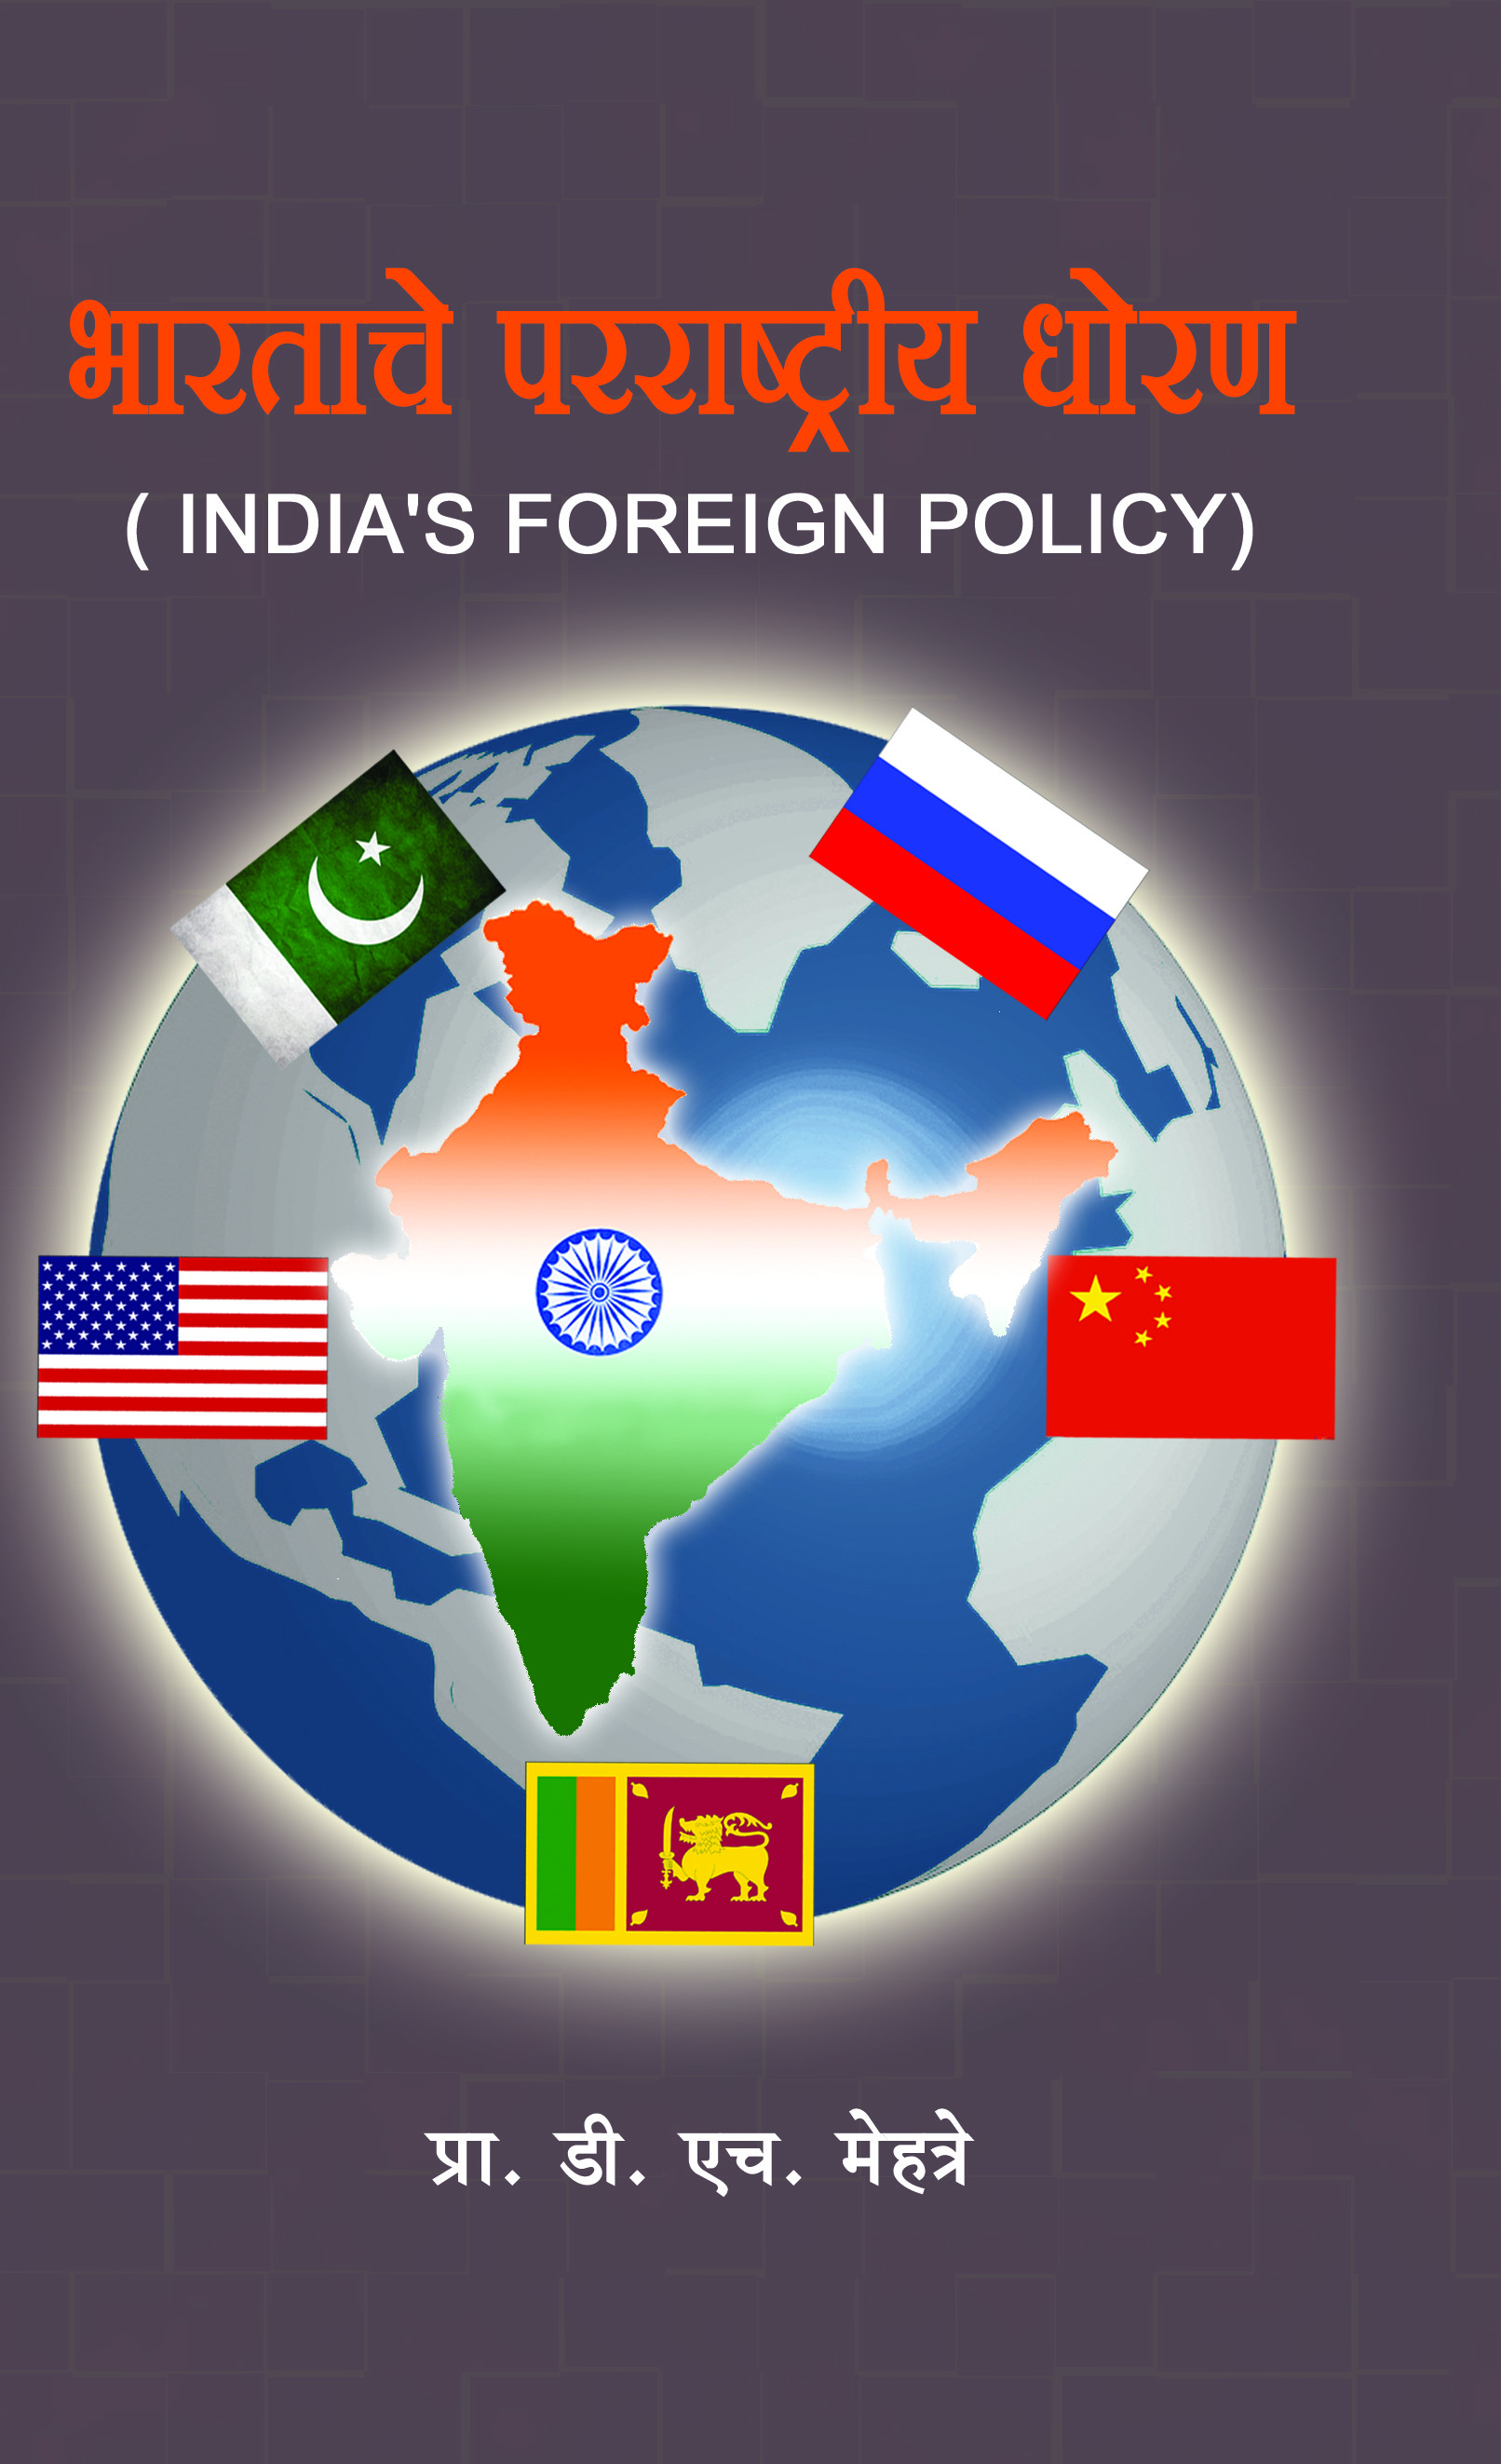 भारताचे परराष्ट्रीय धोरण
( INDIA'S FOREIGN POLICY)
प्रा. डी. एच. मेहत्रे